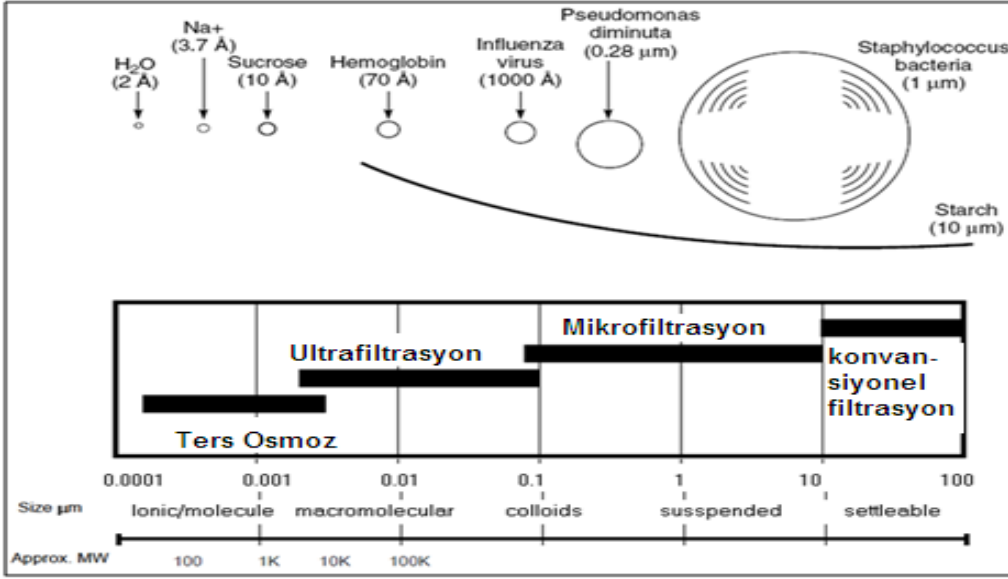 H2O
(2 Å)
Na+
(3.7 Å)
Sucrose
(10 Å)
Hemoglobin
(70 Å)
Influenza
virus
(1000 Å)
Pseudomonas
diminuta
(0.28 μm)
Staphylococcus
bacteria
(1 μm)
Starch
(10 μm)
Mikrofiltrasyon
Ultrafiltrasyon
konvan-
siyonel
filtrasyon
Ters Osmoz
0.0001 0.001 0.01 0.1 1 10 100
Size μm
Ionic/molecule macromolecular colloids susspended settleable
Approx. MW 100 1K 10K 100K